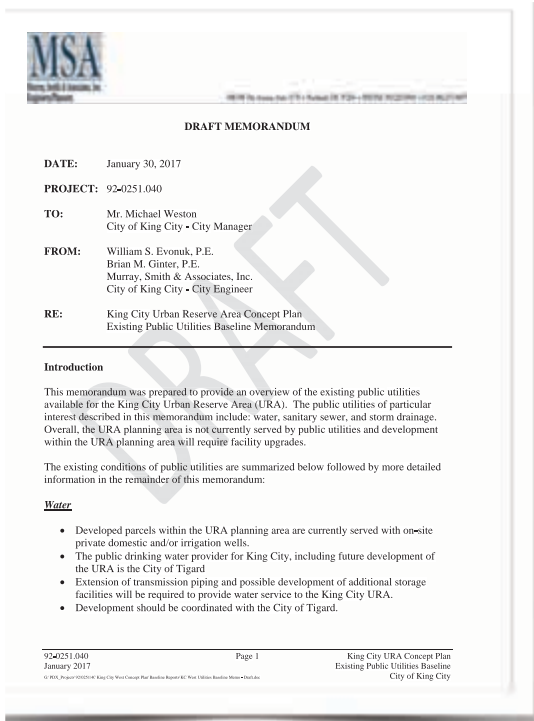 MSA
DRAFT MEMORANDUM
DATE: January 30, 2017
PROJECT: 92-0251.040
TO: Mr. Michael Weston
City of King City - City Manager
FROM: William S. Evonuk, P.E.
Brian M. Ginter, P.E.
Murray, Smith & Associates, Inc.
City of King City - City Engineer
RE: King City Urban Reserve Area Concept Plan
Existing Public Utilities Baseline Memorandum
DRAFT
Introduction
This memorandum was prepared to provide an overview of the existing public utilities
available for the King City Urban Reserve Area (URA). The public utilities of particular
interest described in this memorandum include: water, sanitary sewer, and storm drainage.
Overall, the URA planning area is not currently served by public utilities and development
within the URA planning area will require facility upgrades.
The existing conditions of public utilities are summarized below followed by more detailed
information in the remainder of this memorandum:
Water
• Developed parcels within the URA planning area are currently served with on-site
private domestic and/or irrigation wells.
• The public drinking water provider for King City, including future development of
the URA is the City of Tigard
• Extension of transmission piping and possible development of additional storage
facilities will be required to provide water service to the King City URA.
• Development should be coordinated with the City of Tigard.
92-0251.040 Page 1 King City URA Concept Plan
January 2017 Existing Public Utilities Baseline
City of King City